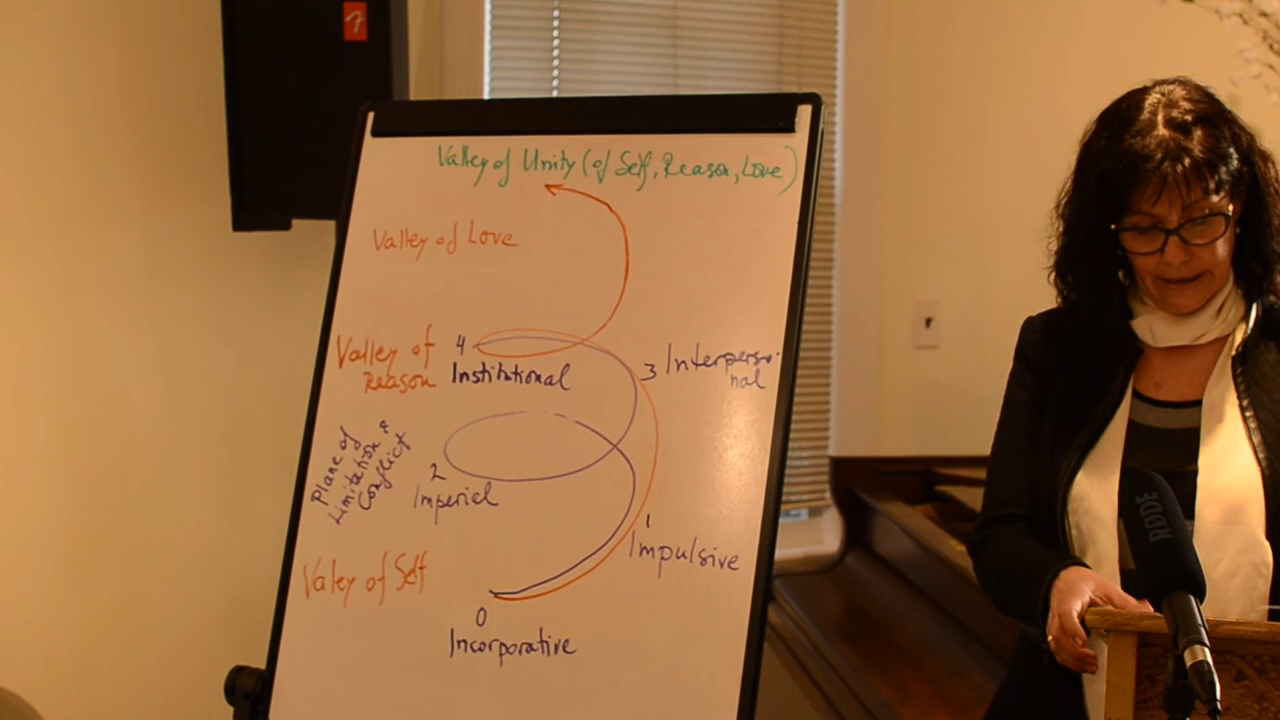 Valley of Unity (of Self, Reason, Love)
Valley of Love
Valley of
Reason
4
Institutional
3 Interperso-
nal
Plane of
Limitation &
Conflict
2
Imperial
1
Impulsive
Valey of Self
0
Incorporative
RØDE